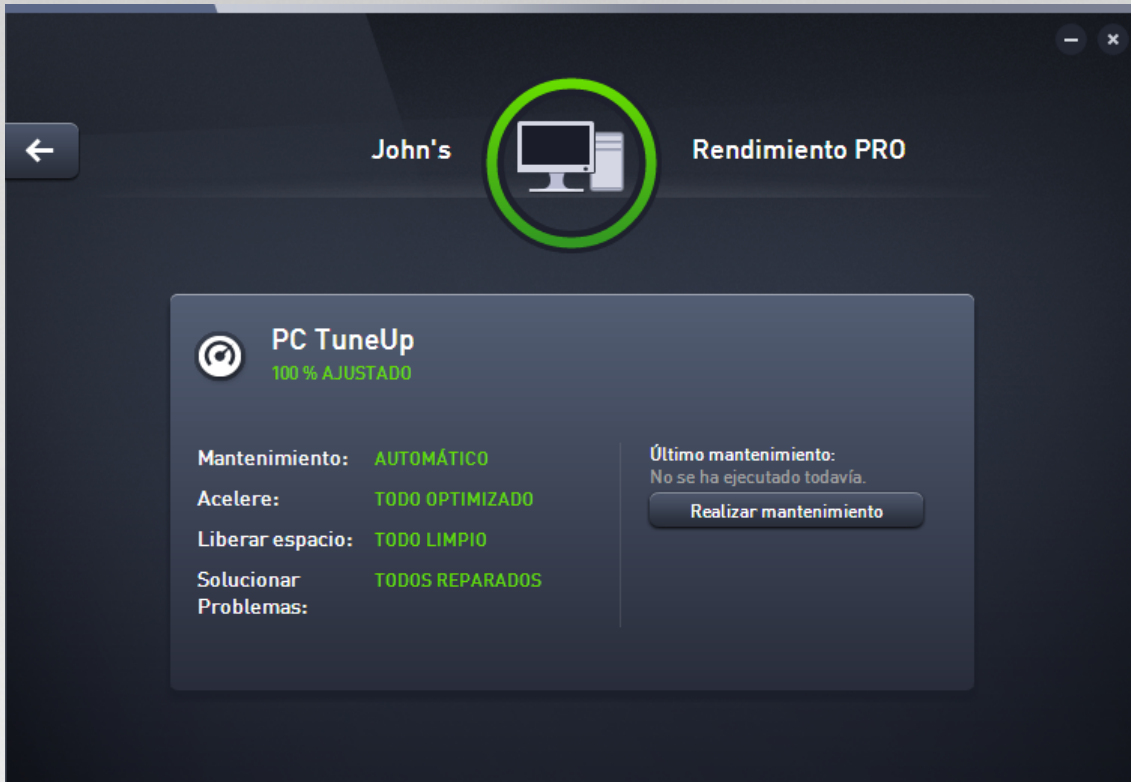 John's
Rendimiento PRO
PC TuneUp
100 % AJUSTADO
Mantenimiento: AUTOMÁTICO
Acelere: TODO OPTIMIZADO
Liberar espacio: TODO LIMPIO
Solucionar TODOS REPARADOS
Problemas:
Último mantenimiento:
No se ha ejecutado todavía.
Realizar mantenimiento